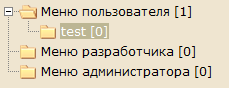 Меню пользователя [1]
test [0]
Меню разработчика [0]
Меню администратора [0]